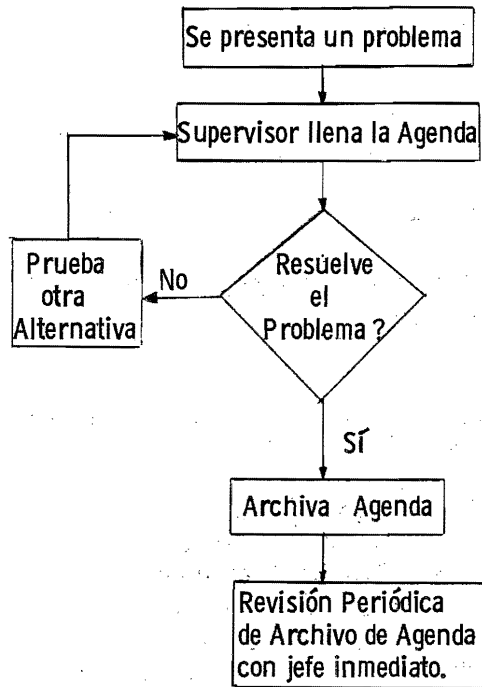 Se presenta un problema
Supervisor llena la Agenda
Resuelve
el
Problema ?
No
Prueba
otra
Alternativa
Sí
Archiva Agenda
Revisión Periódica
de Archivo de Agenda
con jefe inmediato.